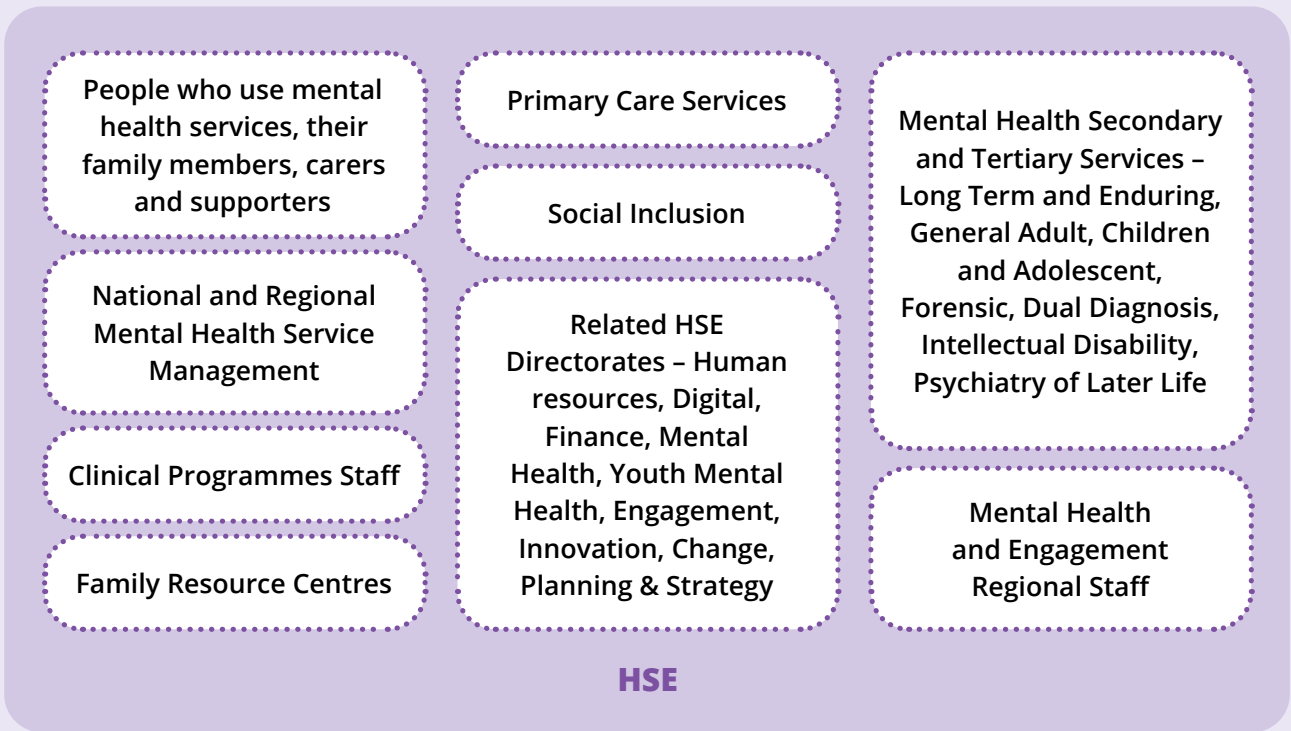 People who use mental
health services, their
family members, carers
and supporters
National and Regional
Mental Health Service
Management
Clinical Programmes Staff
Family Resource Centres
Primary Care Services
Social Inclusion
Related HSE
Directorates – Human
resources, Digital,
Finance, Mental
Health, Youth Mental
Health, Engagement,
Innovation, Change,
Planning & Strategy
Mental Health Secondary
and Tertiary Services –
Long Term and Enduring,
General Adult, Children
and Adolescent,
Forensic, Dual Diagnosis,
Intellectual Disability,
Psychiatry of Later Life
Mental Health
and Engagement
Regional Staff
HSE